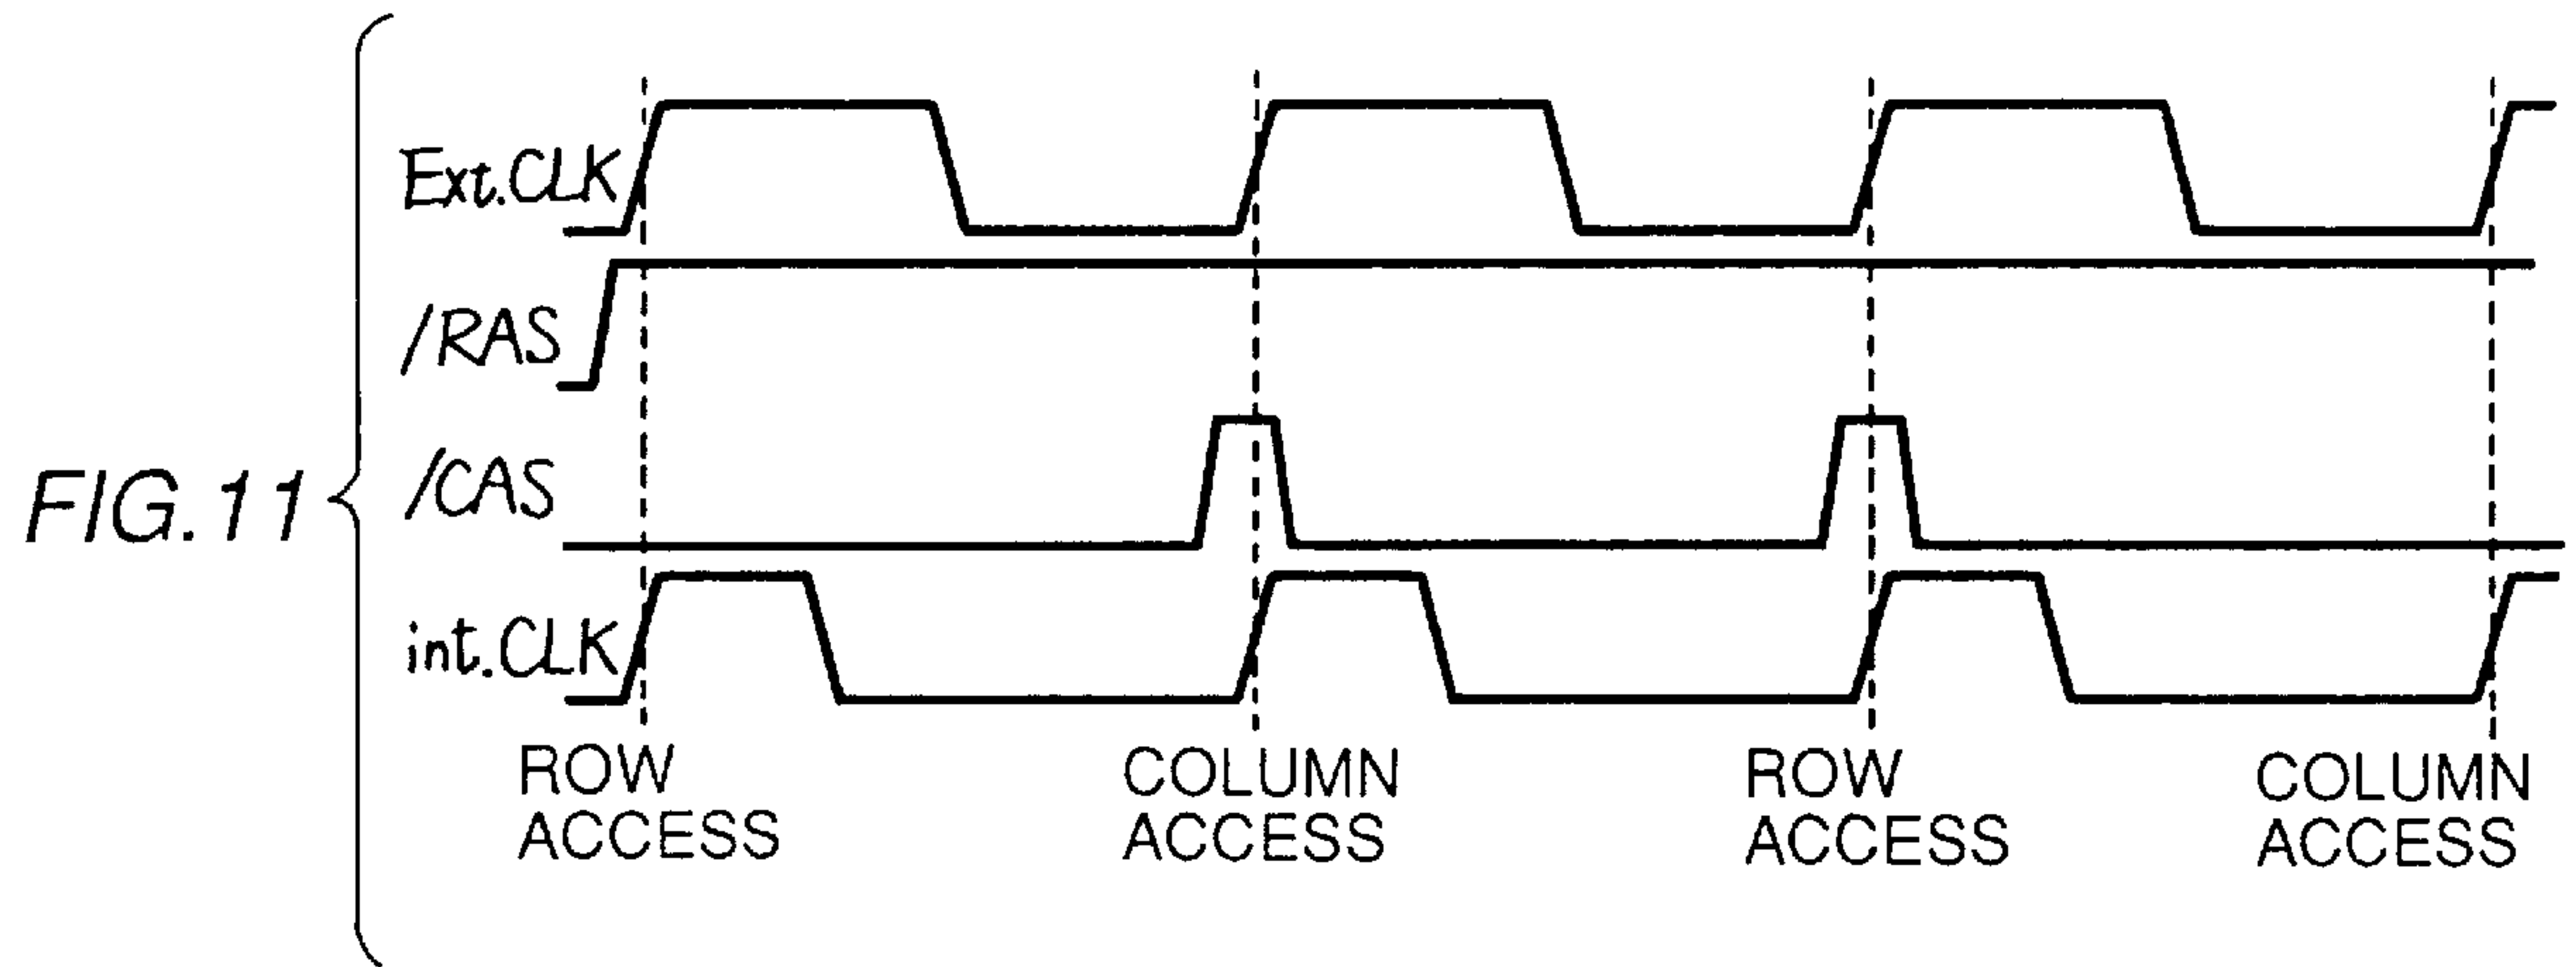 FIG.11
Ext.CLK
/RAS
/CAS
int.CLK
ROW
ACCESS
COLUMN
ACCESS
ROW
ACCESS
COLUMN
ACCESS